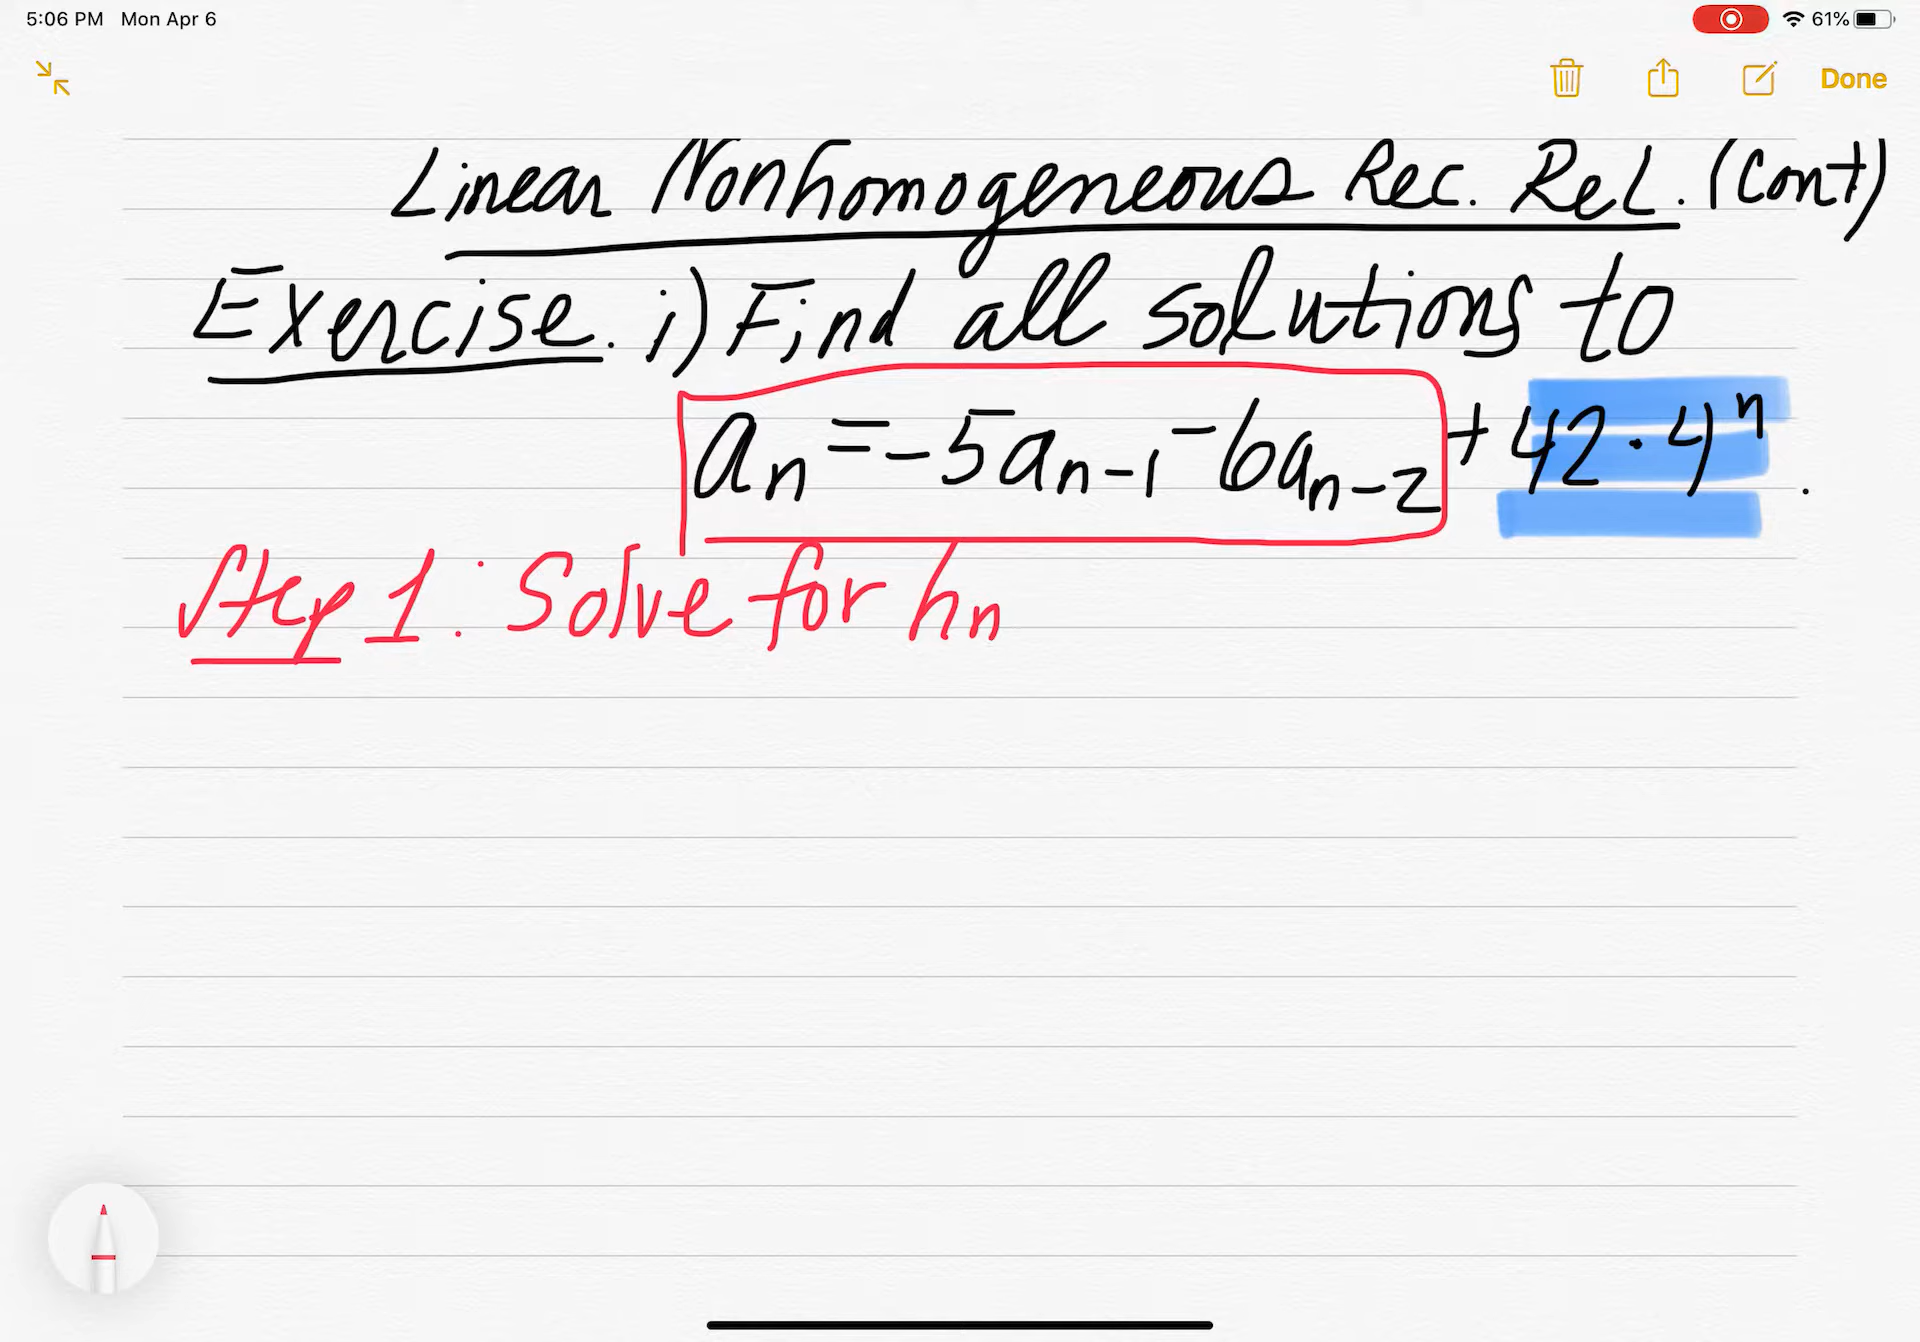 5:06 PM Mon Apr 6 61%
Done
Linear Nonhomogeneous Rec. Rel. (Cont)
Exercise. i) Find all solutions to
aₙ = -5aₙ₋₁ - 6aₙ₋₂ + 42 · 4ⁿ.
Step 1: Solve for hₙ